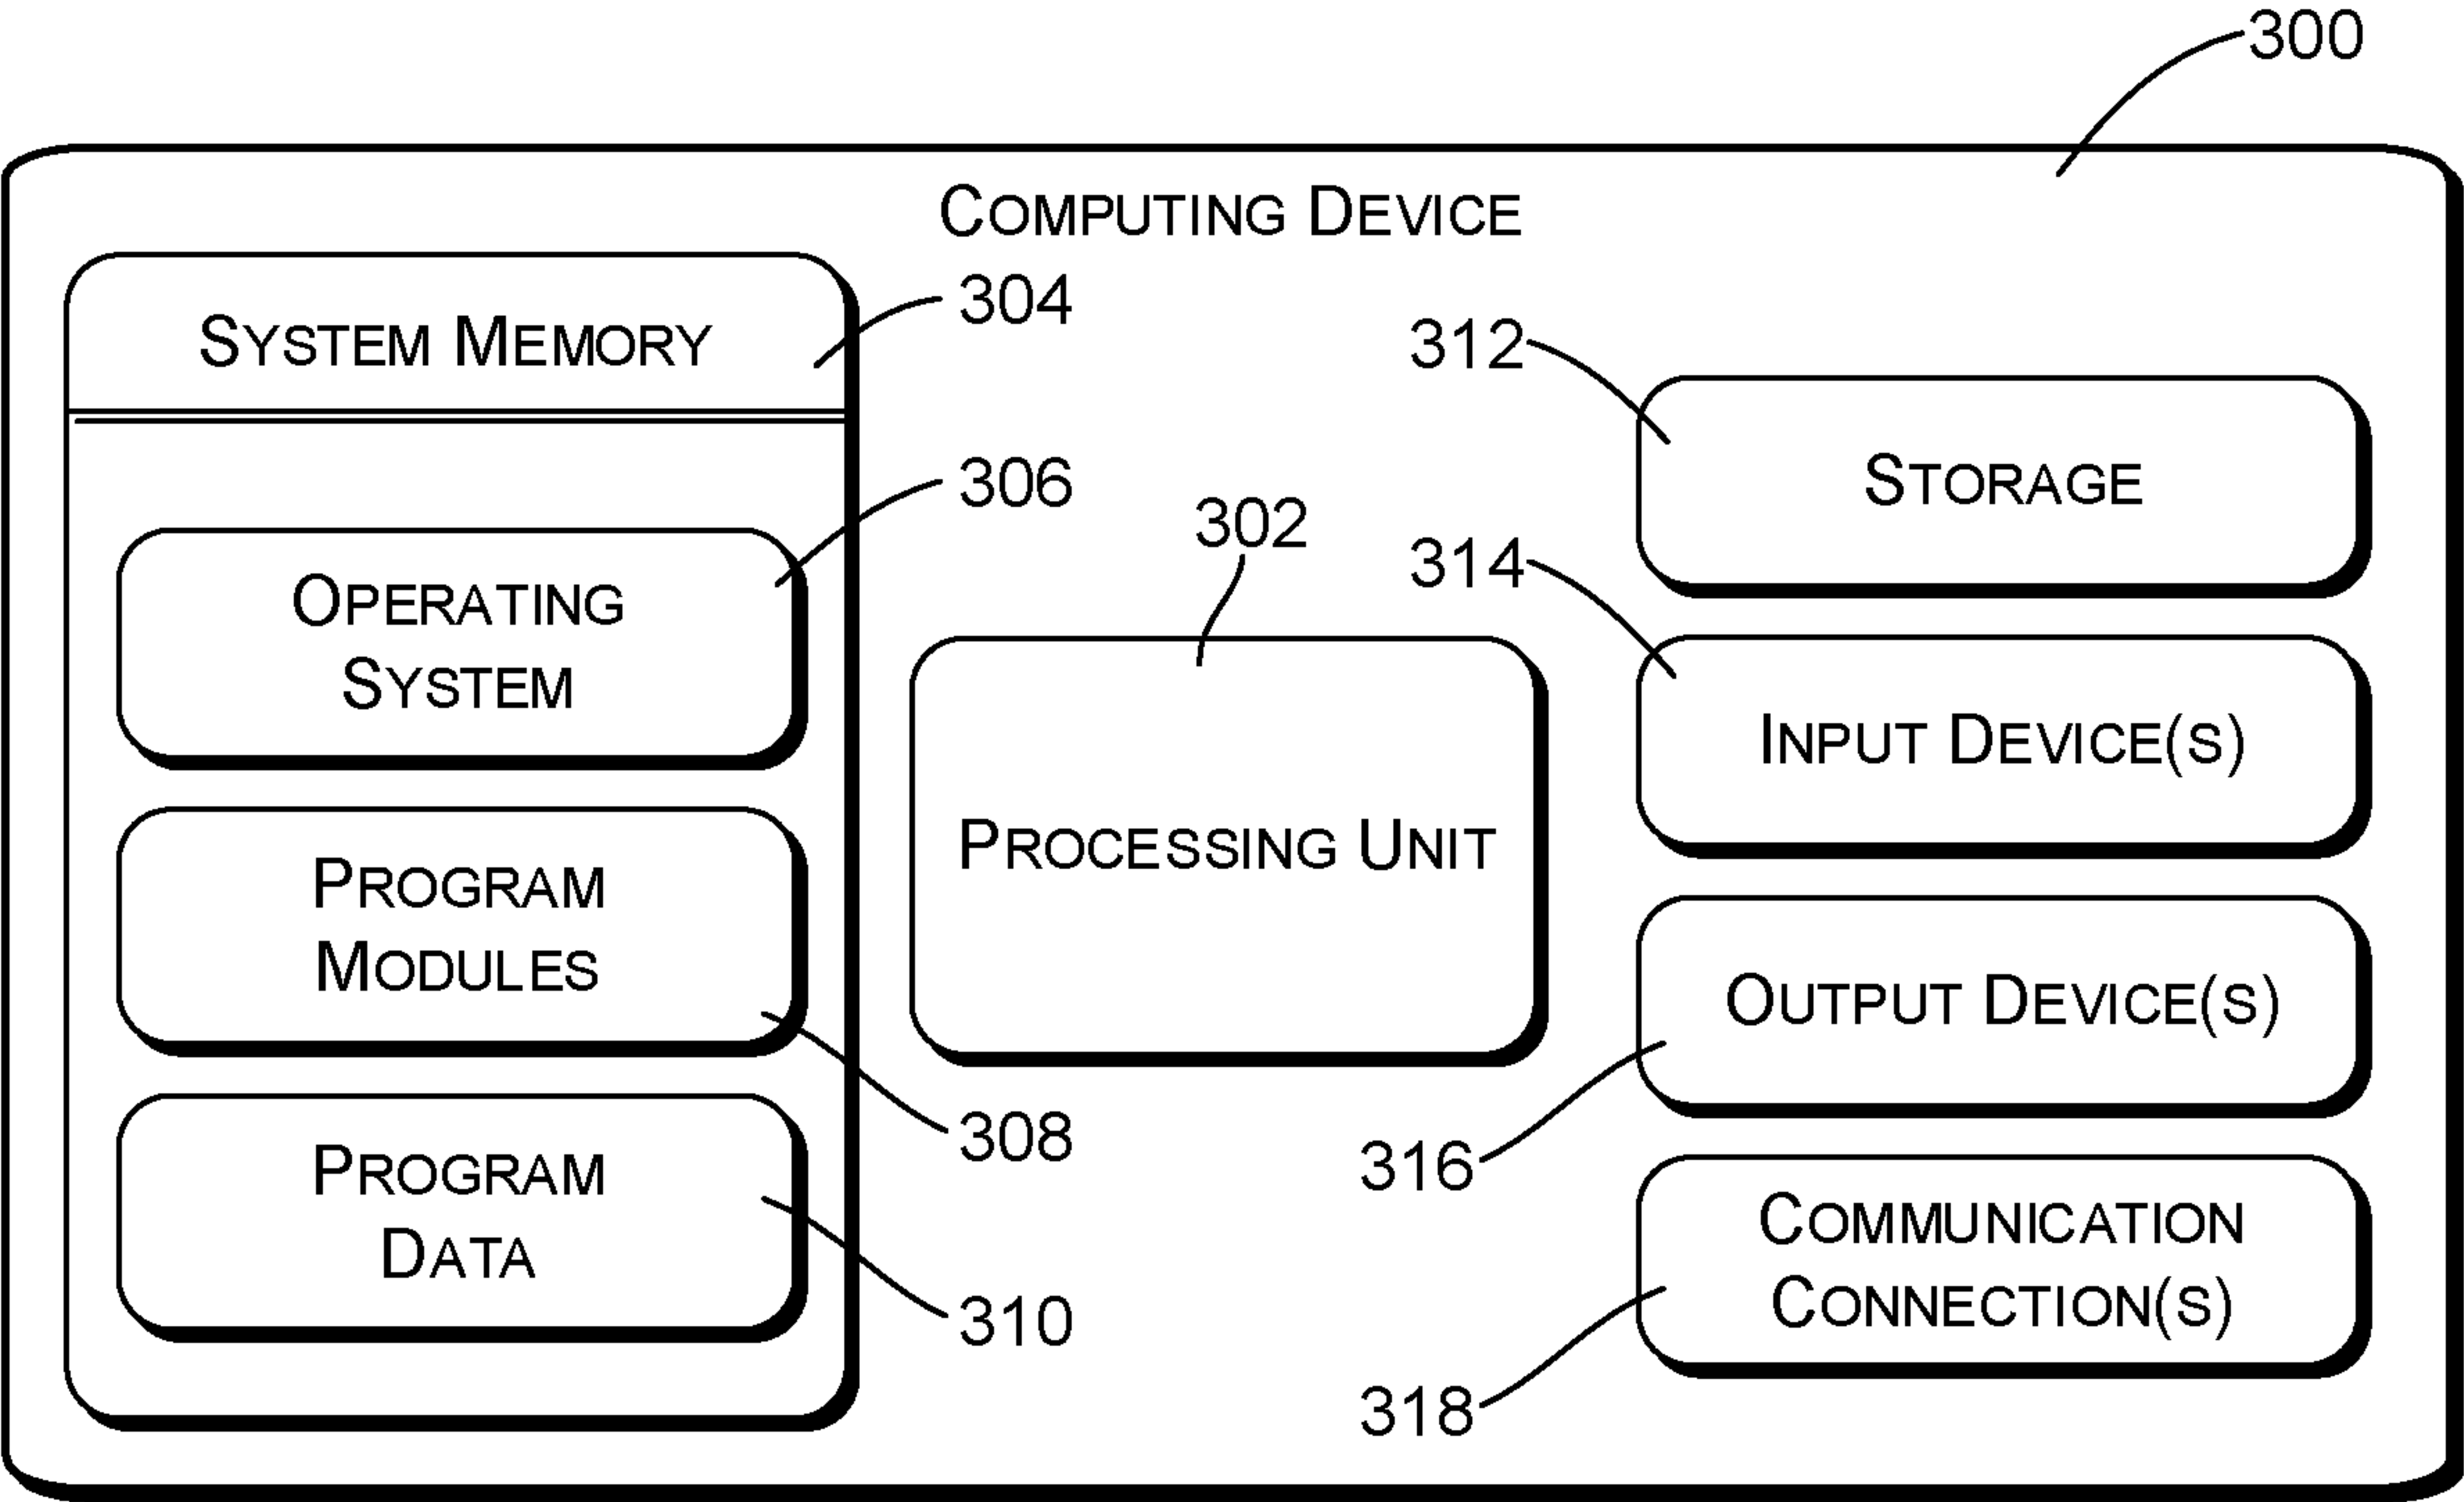 300
COMPUTING DEVICE
SYSTEM MEMORY
304
306
OPERATING
SYSTEM
PROGRAM
MODULES
308
PROGRAM
DATA
310
302
PROCESSING UNIT
312
STORAGE
314
INPUT DEVICE(S)
OUTPUT DEVICE(S)
316
COMMUNICATION
CONNECTION(S)
318